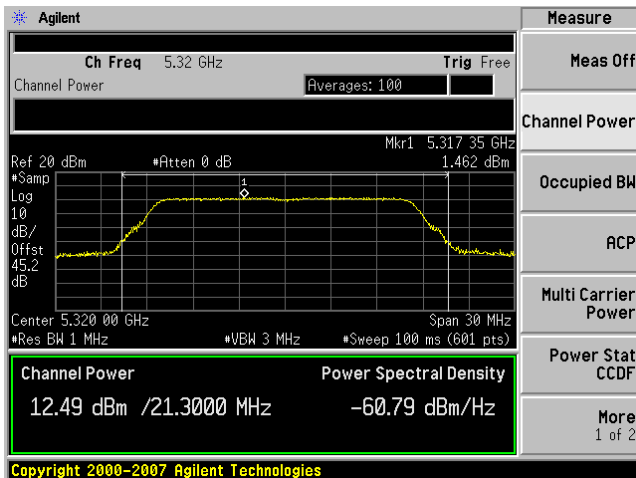 Agilent
Measure
Ch Freq 5.32 GHz Trig Free
Channel Power Averages: 100
Mkr1 5.317 35 GHz
Ref 20 dBm #Atten 0 dB 1.462 dBm
#Samp
Log
10
dB/
Offst
45.2
dB
1
Center 5.320 00 GHz Span 30 MHz
#Res BW 1 MHz #VBW 3 MHz #Sweep 100 ms (601 pts)
Channel Power Power Spectral Density
12.49 dBm /21.3000 MHz -60.79 dBm/Hz
Copyright 2000-2007 Agilent Technologies
Meas Off
Channel Power
Occupied BW
ACP
Multi Carrier
Power
Power Stat
CCDF
More
1 of 2